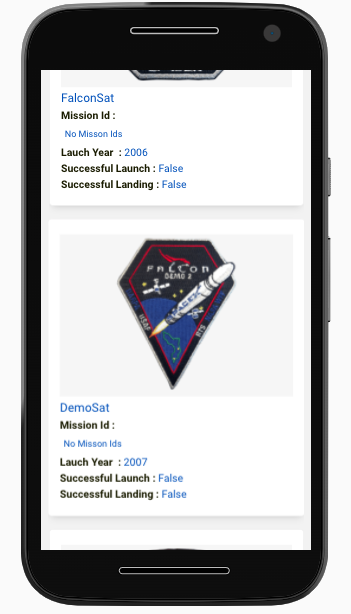 FalconSat
Mission Id :
No Misson Ids
Lauch Year : 2006
Successful Launch : False
Successful Landing : False
FALCON
DEMO 2
USAF
DemoSat
Mission Id :
No Misson Ids
Lauch Year : 2007
Successful Launch : False
Successful Landing : False